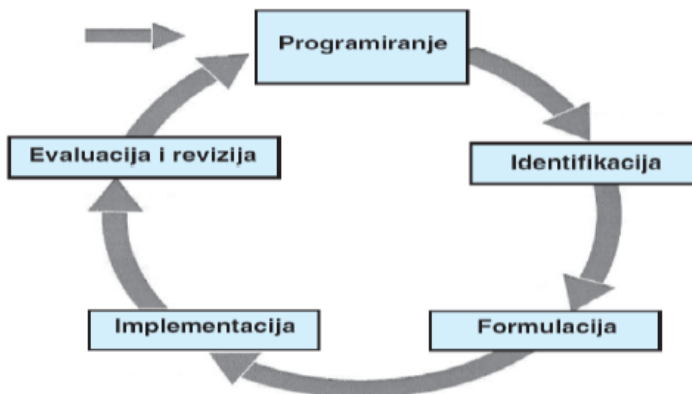 Programiranje
Identifikacija
Formulacija
Implementacija
Evaluacija i revizija